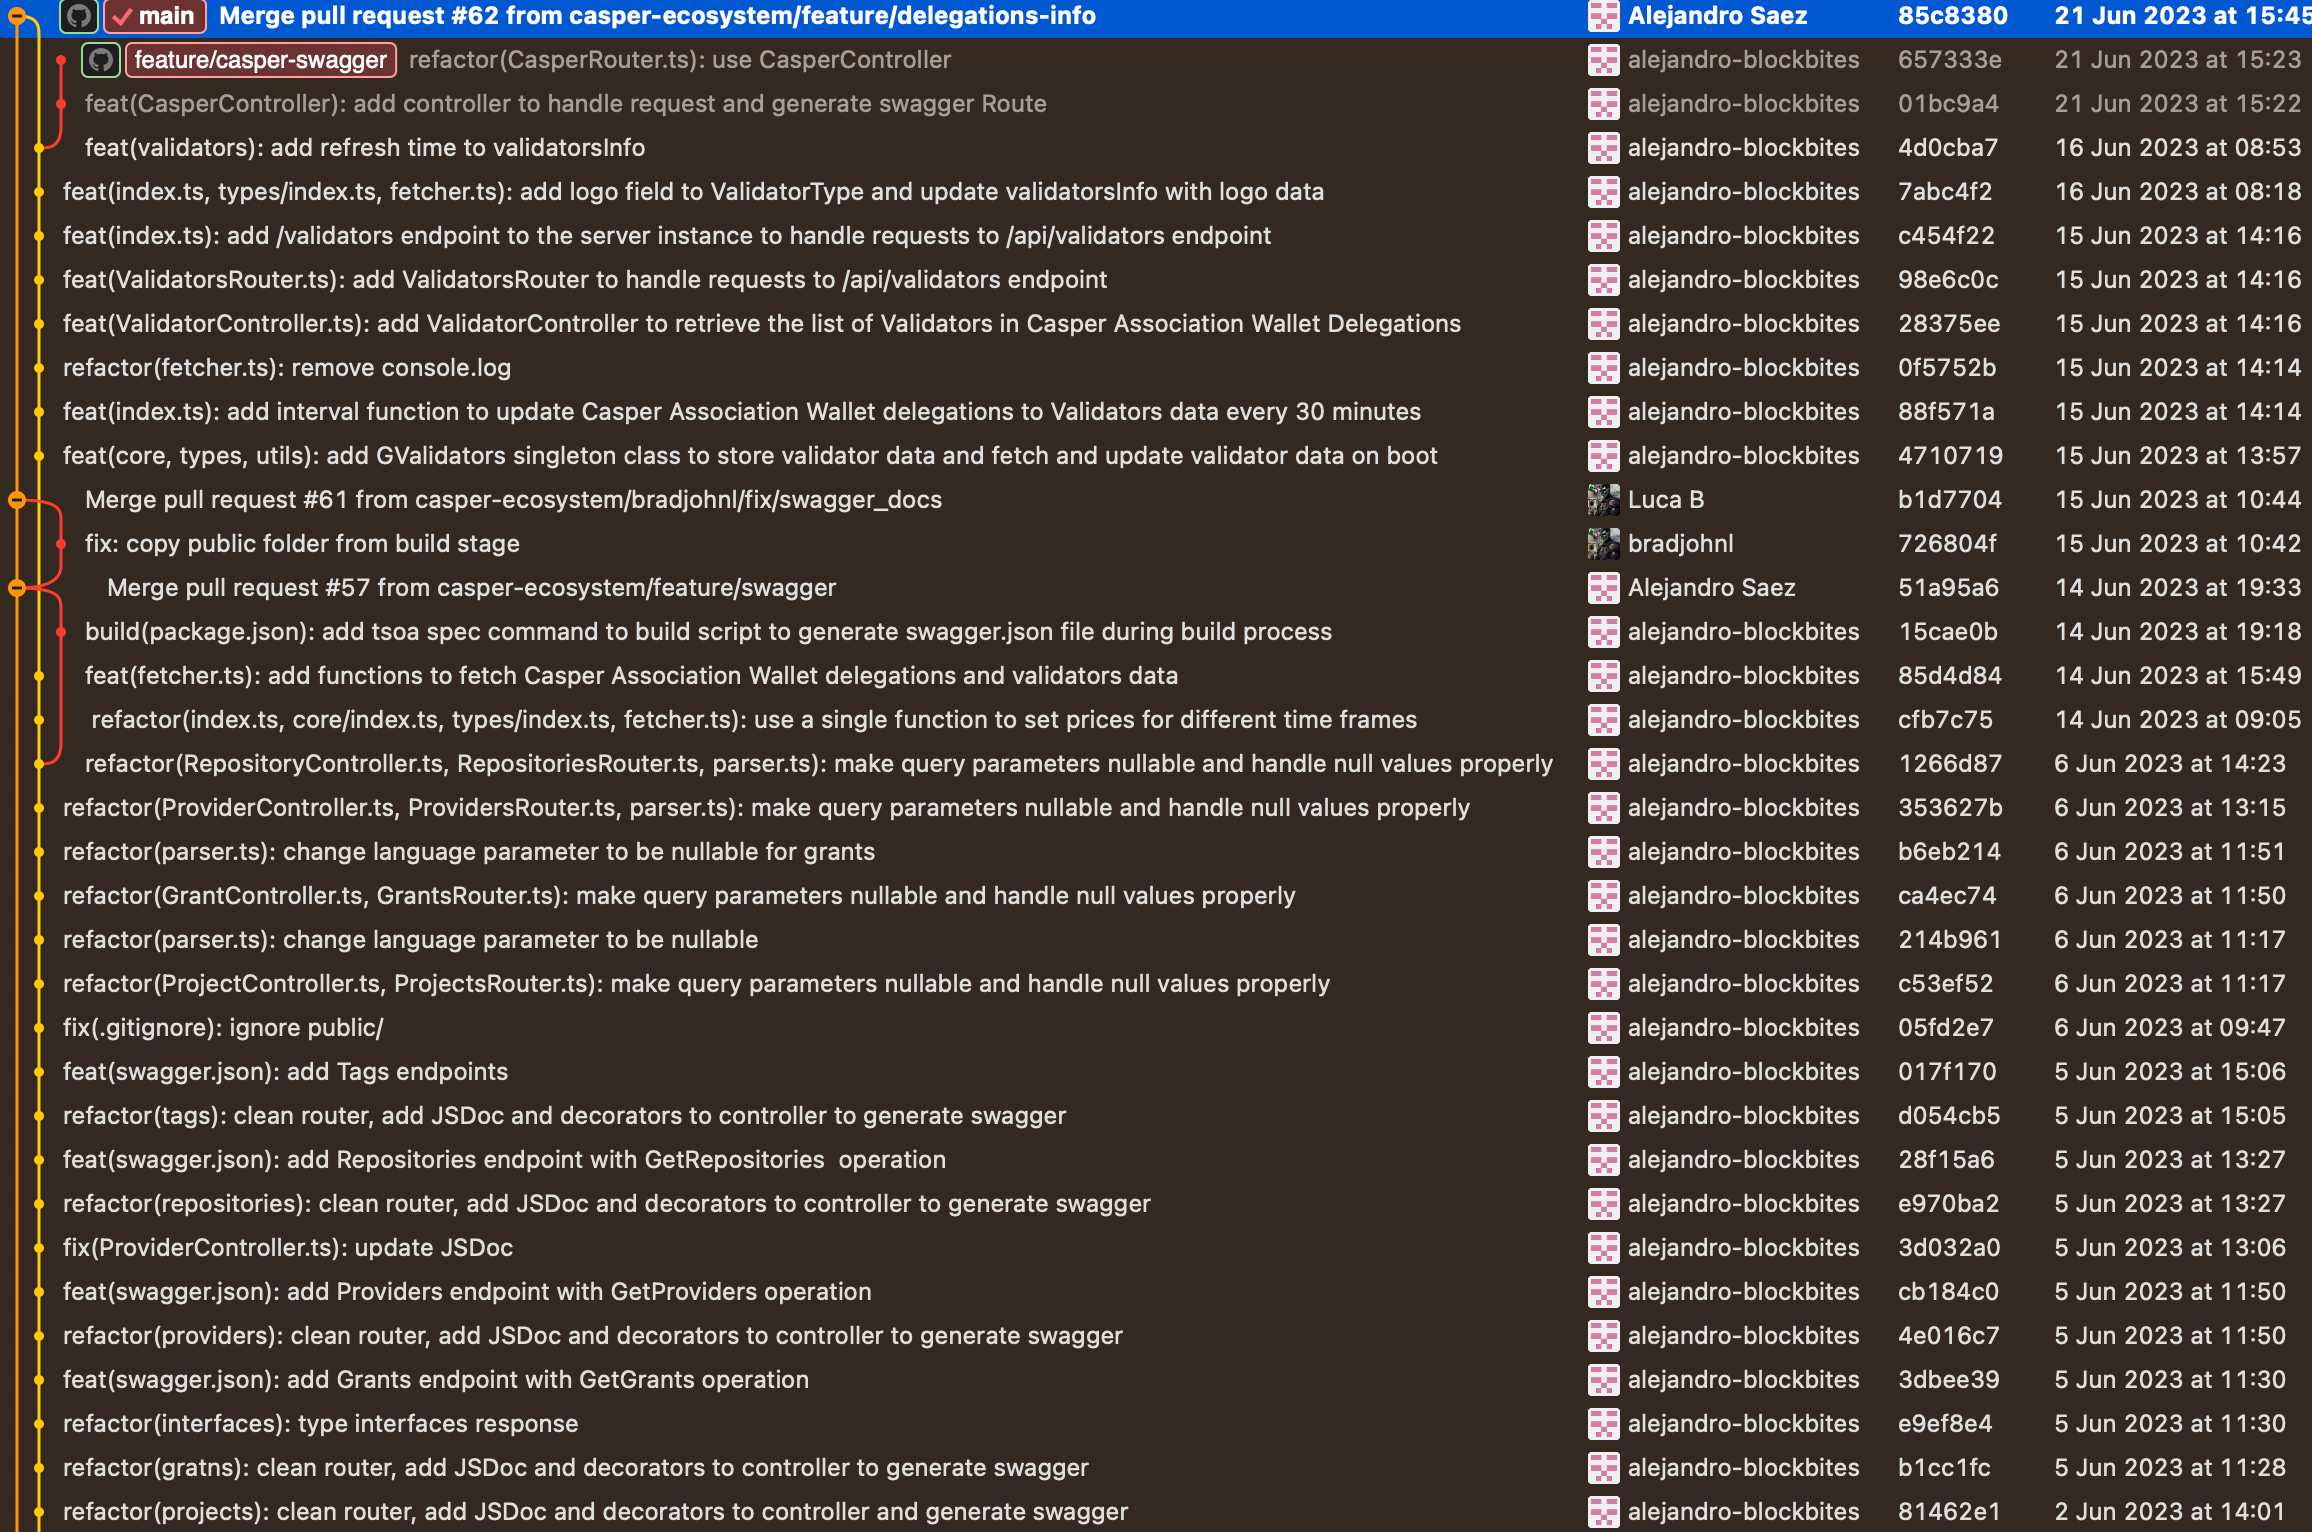 main Merge pull request #62 from casper-ecosystem/feature/delegations-info Alejandro Saez 85c8380 21 Jun 2023 at 15:45
feature/casper-swagger refactor(CasperRouter.ts): use CasperController alejandro-blockbites 657333e 21 Jun 2023 at 15:23
feat(CasperController): add controller to handle request and generate swagger Route alejandro-blockbites 01bc9a4 21 Jun 2023 at 15:22
feat(validators): add refresh time to validatorsInfo alejandro-blockbites 4d0cba7 16 Jun 2023 at 08:53
feat(index.ts, types/index.ts, fetcher.ts): add logo field to ValidatorType and update validatorsInfo with logo data alejandro-blockbites 7abc4f2 16 Jun 2023 at 08:18
feat(index.ts): add /validators endpoint to the server instance to handle requests to /api/validators endpoint alejandro-blockbites c454f22 15 Jun 2023 at 14:16
feat(ValidatorsRouter.ts): add ValidatorsRouter to handle requests to /api/validators endpoint alejandro-blockbites 98e6c0c 15 Jun 2023 at 14:16
feat(ValidatorController.ts): add ValidatorController to retrieve the list of Validators in Casper Association Wallet Delegations alejandro-blockbites 28375ee 15 Jun 2023 at 14:16
refactor(fetcher.ts): remove console.log alejandro-blockbites 0f5752b 15 Jun 2023 at 14:14
feat(index.ts): add interval function to update Casper Association Wallet delegations to Validators data every 30 minutes alejandro-blockbites 88f571a 15 Jun 2023 at 14:14
feat(core, types, utils): add GValidators singleton class to store validator data and fetch and update validator data on boot alejandro-blockbites 4710719 15 Jun 2023 at 13:57
Merge pull request #61 from casper-ecosystem/bradjohnl/fix/swagger_docs Luca B b1d7704 15 Jun 2023 at 10:44
fix: copy public folder from build stage bradjohnl 726804f 15 Jun 2023 at 10:42
Merge pull request #57 from casper-ecosystem/feature/swagger Alejandro Saez 51a95a6 14 Jun 2023 at 19:33
build(package.json): add tsoa spec command to build script to generate swagger.json file during build process alejandro-blockbites 15cae0b 14 Jun 2023 at 19:18
feat(fetcher.ts): add functions to fetch Casper Association Wallet delegations and validators data alejandro-blockbites 85d4d84 14 Jun 2023 at 15:49
refactor(index.ts, core/index.ts, types/index.ts, fetcher.ts): use a single function to set prices for different time frames alejandro-blockbites cfb7c75 14 Jun 2023 at 09:05
refactor(RepositoryController.ts, RepositoriesRouter.ts, parser.ts): make query parameters nullable and handle null values properly alejandro-blockbites 1266d87 6 Jun 2023 at 14:23
refactor(ProviderController.ts, ProvidersRouter.ts, parser.ts): make query parameters nullable and handle null values properly alejandro-blockbites 353627b 6 Jun 2023 at 13:15
refactor(parser.ts): change language parameter to be nullable for grants alejandro-blockbites b6eb214 6 Jun 2023 at 11:51
refactor(GrantController.ts, GrantsRouter.ts): make query parameters nullable and handle null values properly alejandro-blockbites ca4ec74 6 Jun 2023 at 11:50
refactor(parser.ts): change language parameter to be nullable alejandro-blockbites 214b961 6 Jun 2023 at 11:17
refactor(ProjectController.ts, ProjectsRouter.ts): make query parameters nullable and handle null values properly alejandro-blockbites c53ef52 6 Jun 2023 at 11:17
fix(.gitignore): ignore public/ alejandro-blockbites 05fd2e7 6 Jun 2023 at 09:47
feat(swagger.json): add Tags endpoints alejandro-blockbites 017f170 5 Jun 2023 at 15:06
refactor(tags): clean router, add JSDoc and decorators to controller to generate swagger alejandro-blockbites d054cb5 5 Jun 2023 at 15:05
feat(swagger.json): add Repositories endpoint with GetRepositories  operation alejandro-blockbites 28f15a6 5 Jun 2023 at 13:27
refactor(repositories): clean router, add JSDoc and decorators to controller to generate swagger alejandro-blockbites e970ba2 5 Jun 2023 at 13:27
fix(ProviderController.ts): update JSDoc alejandro-blockbites 3d032a0 5 Jun 2023 at 13:06
feat(swagger.json): add Providers endpoint with GetProviders operation alejandro-blockbites cb184c0 5 Jun 2023 at 11:50
refactor(providers): clean router, add JSDoc and decorators to controller to generate swagger alejandro-blockbites 4e016c7 5 Jun 2023 at 11:50
feat(swagger.json): add Grants endpoint with GetGrants operation alejandro-blockbites 3dbee39 5 Jun 2023 at 11:30
refactor(interfaces): type interfaces response alejandro-blockbites e9ef8e4 5 Jun 2023 at 11:30
refactor(gratns): clean router, add JSDoc and decorators to controller to generate swagger alejandro-blockbites b1cc1fc 5 Jun 2023 at 11:28
refactor(projects): clean router, add JSDoc and decorators to controller and generate swagger alejandro-blockbites 81462e1 2 Jun 2023 at 14:01